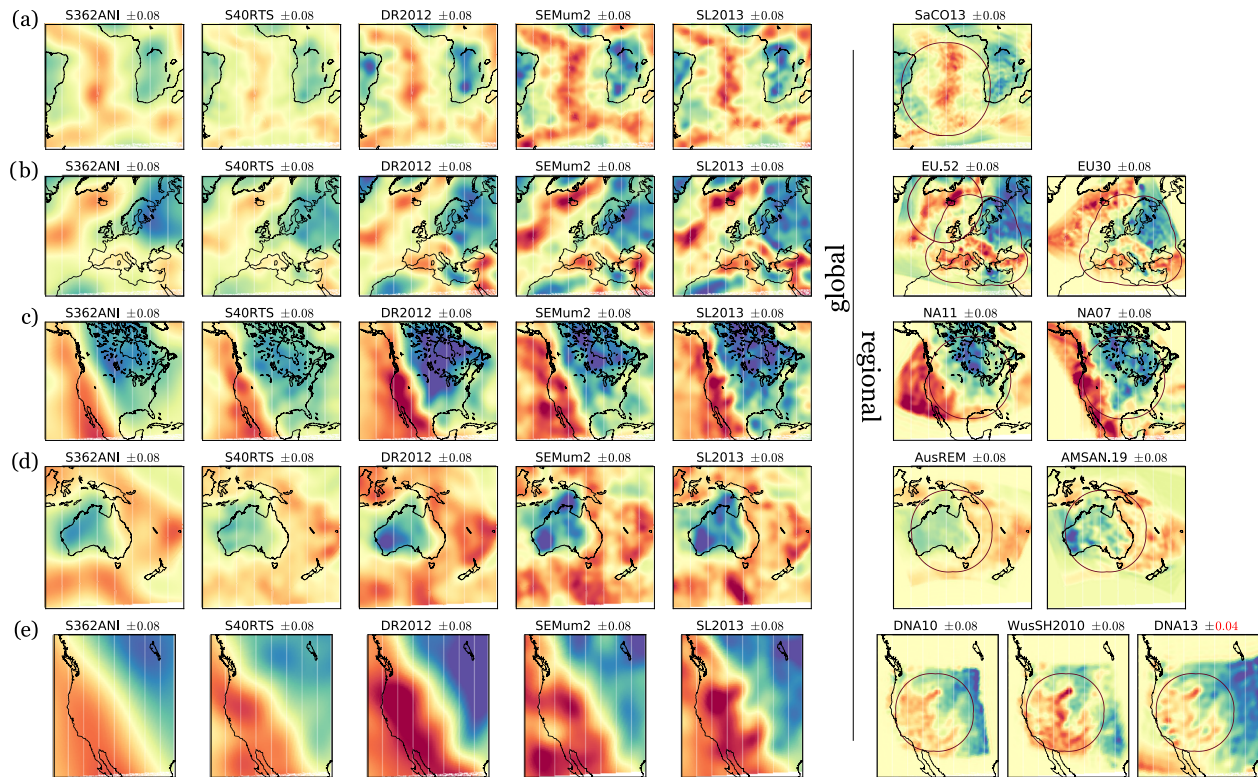 (a) S362ANI ±0.08 S40RTS ±0.08 DR2012 ±0.08 SEMum2 ±0.08 SL2013 ±0.08 SaCO13 ±0.08
(b) S362ANI ±0.08 S40RTS ±0.08 DR2012 ±0.08 SEMum2 ±0.08 SL2013 ±0.08 EU.52 ±0.08 EU30 ±0.08
global
regional
c) S362ANI ±0.08 S40RTS ±0.08 DR2012 ±0.08 SEMum2 ±0.08 SL2013 ±0.08 NA11 ±0.08 NA07 ±0.08
(d) S362ANI ±0.08 S40RTS ±0.08 DR2012 ±0.08 SEMum2 ±0.08 SL2013 ±0.08 AusREM ±0.08 AMSAN.19 ±0.08
(e) S362ANI ±0.08 S40RTS ±0.08 DR2012 ±0.08 SEMum2 ±0.08 SL2013 ±0.08 DNA10 ±0.08 WusSH2010 ±0.08 DNA13 ±0.04